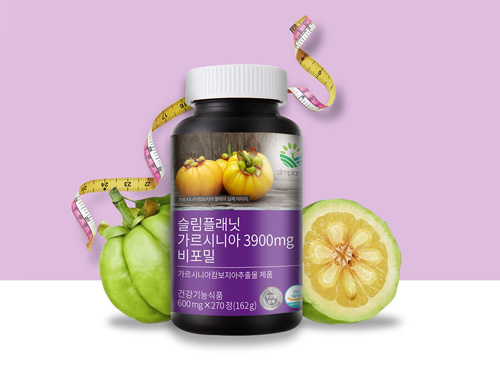 슬림플래닛
가르시니아 3900mg
비포밀
가르시니아캄보지아추출물 제품
건강기능식품
600mg×270정(162g)